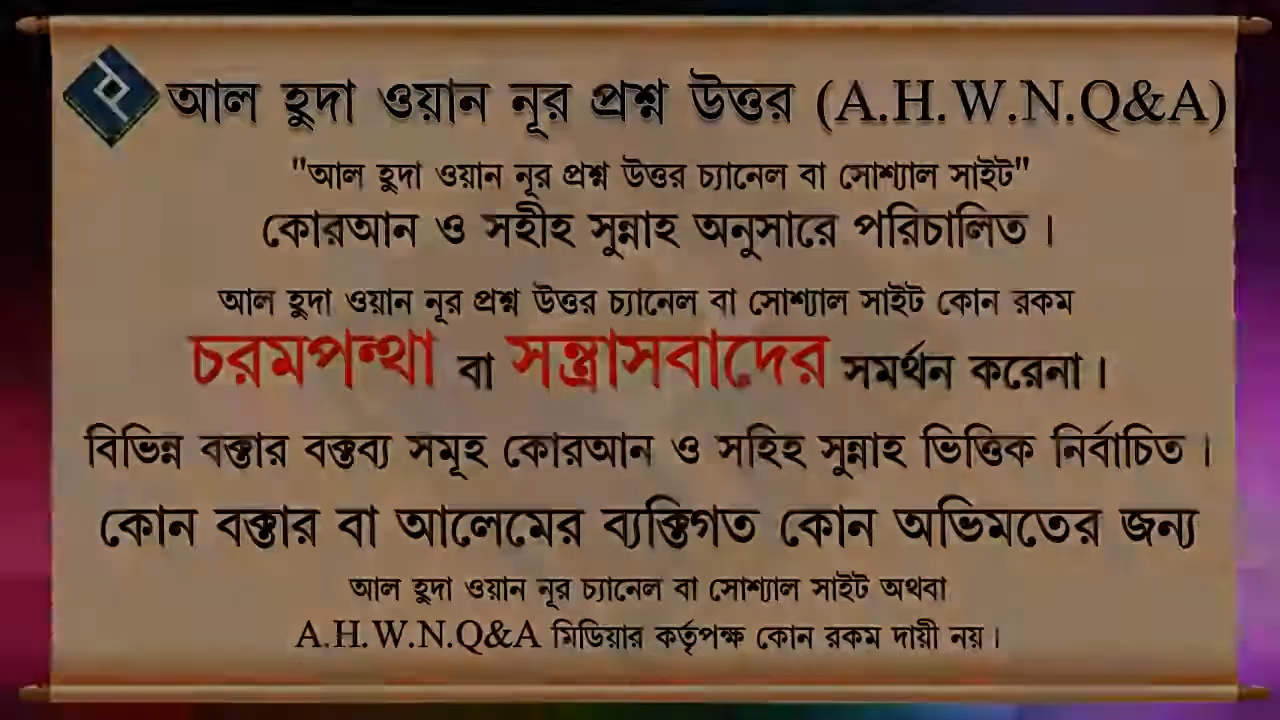 আল হুদা ওয়ান নূর প্রশ্ন উত্তর (A.H.W.N.Q&A)
"আল হুদা ওয়ান নূর প্রশ্ন উত্তর চ্যানেল বা সোশ্যাল সাইট"
কোরআন ও সহীহ সুন্নাহ অনুসারে পরিচালিত ।
আল হুদা ওয়ান নূর প্রশ্ন উত্তর চ্যানেল বা সোশ্যাল সাইট কোন রকম
চরমপন্থা বা সন্ত্রাসবাদের সমর্থন করেনা ।
বিভিন্ন বক্তার বক্তব্য সমূহ কোরআন ও সহিহ সুন্নাহ ভিত্তিক নির্বাচিত ।
কোন বক্তার বা আলেমের ব্যক্তিগত কোন অভিমতের জন্য
আল হুদা ওয়ান নূর চ্যানেল বা সোশ্যাল সাইট অথবা
A.H.W.N.Q&A মিডিয়ার কর্তৃপক্ষ কোন রকম দায়ী নয় ।